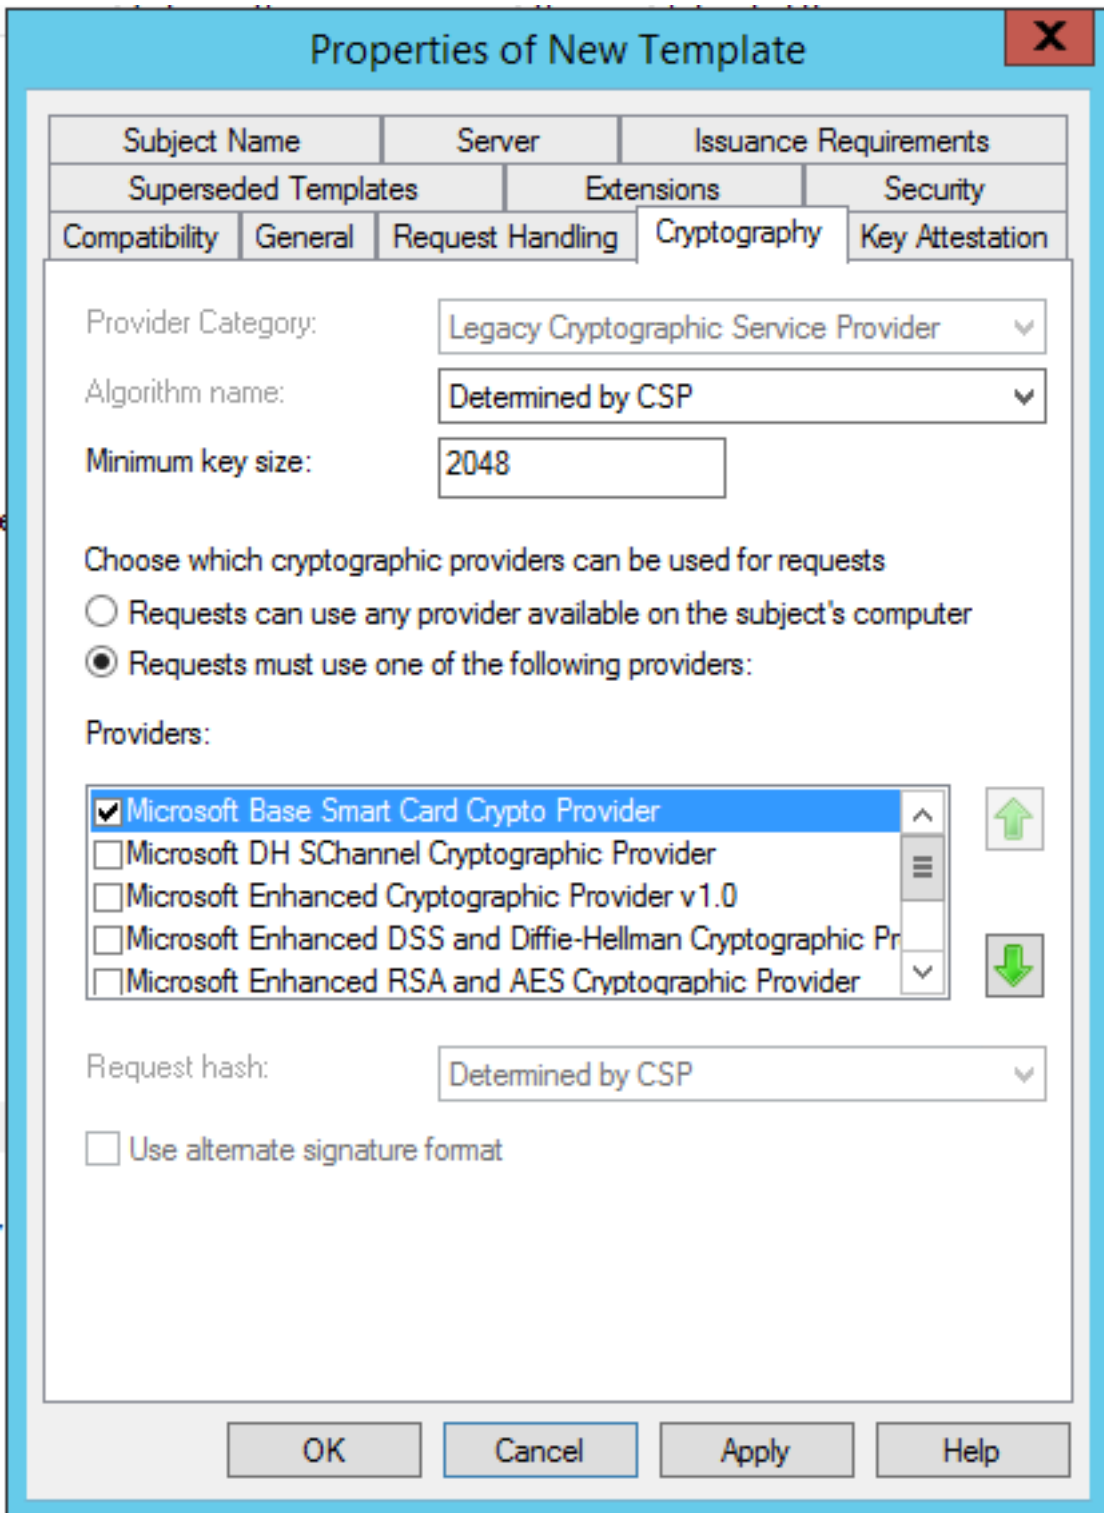 Properties of New Template
X
Subject Name Server Issuance Requirements
Superseded Templates Extensions Security
Compatibility General Request Handling Cryptography Key Attestation
Provider Category: Legacy Cryptographic Service Provider
Algorithm name: Determined by CSP
Minimum key size: 2048
Choose which cryptographic providers can be used for requests
Requests can use any provider available on the subject's computer
Requests must use one of the following providers:
Providers:
Microsoft Base Smart Card Crypto Provider
Microsoft DH SChannel Cryptographic Provider
Microsoft Enhanced Cryptographic Provider v1.0
Microsoft Enhanced DSS and Diffie-Hellman Cryptographic Pr
Microsoft Enhanced RSA and AES Cryptographic Provider
Request hash: Determined by CSP
Use alternate signature format
OK Cancel Apply Help